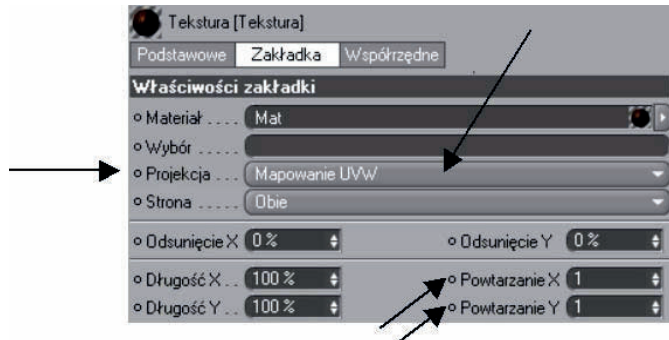 Tekstura [Tekstura]
Podstawowe Zakładka Współrzędne
Właściwości zakładki
Materiał . . . . Mat
Wybór . . . . .
Projekcja . . . Mapowanie UVW
Strona . . . . . Obie
Odsunięcie X 0 % Odsunięcie Y 0 %
Długość X . . 100 % Powtarzanie X 1
Długość Y . . 100 % Powtarzanie Y 1